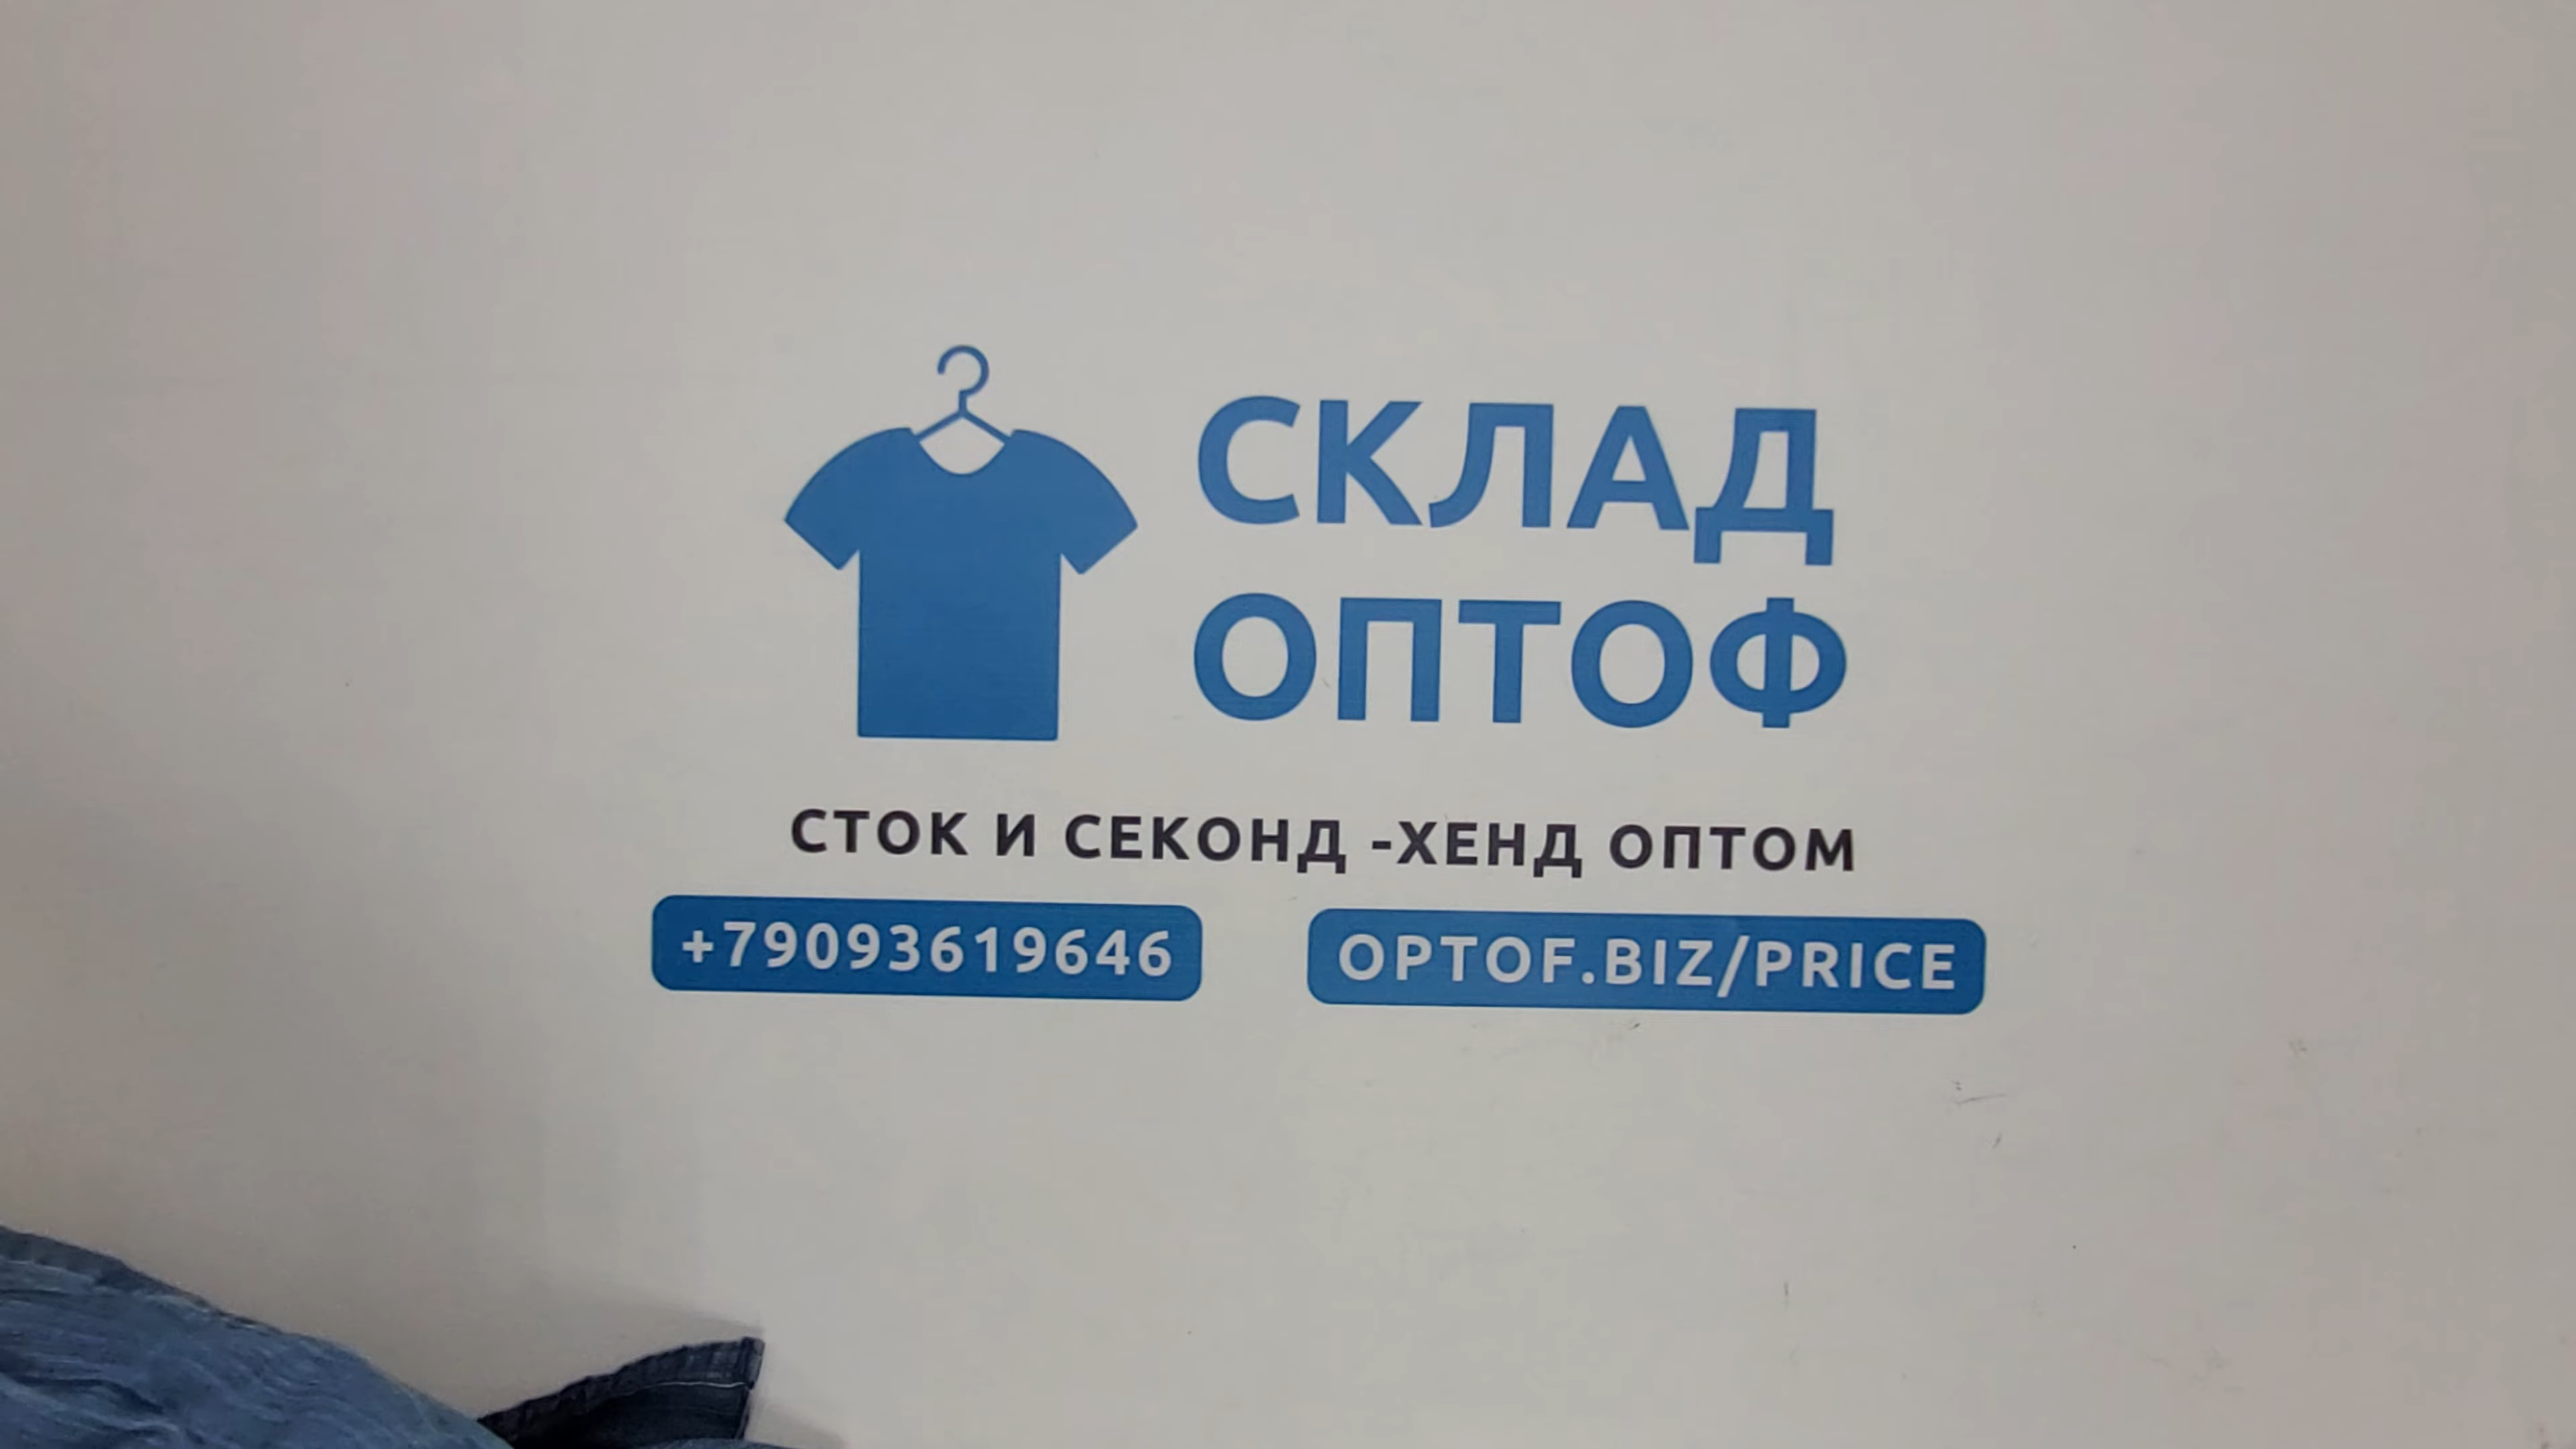 СКЛАД
ОПТОФ
СТОК И СЕКОНД -ХЕНД ОПТОМ
+79093619646
OPTOF.BIZ/PRICE